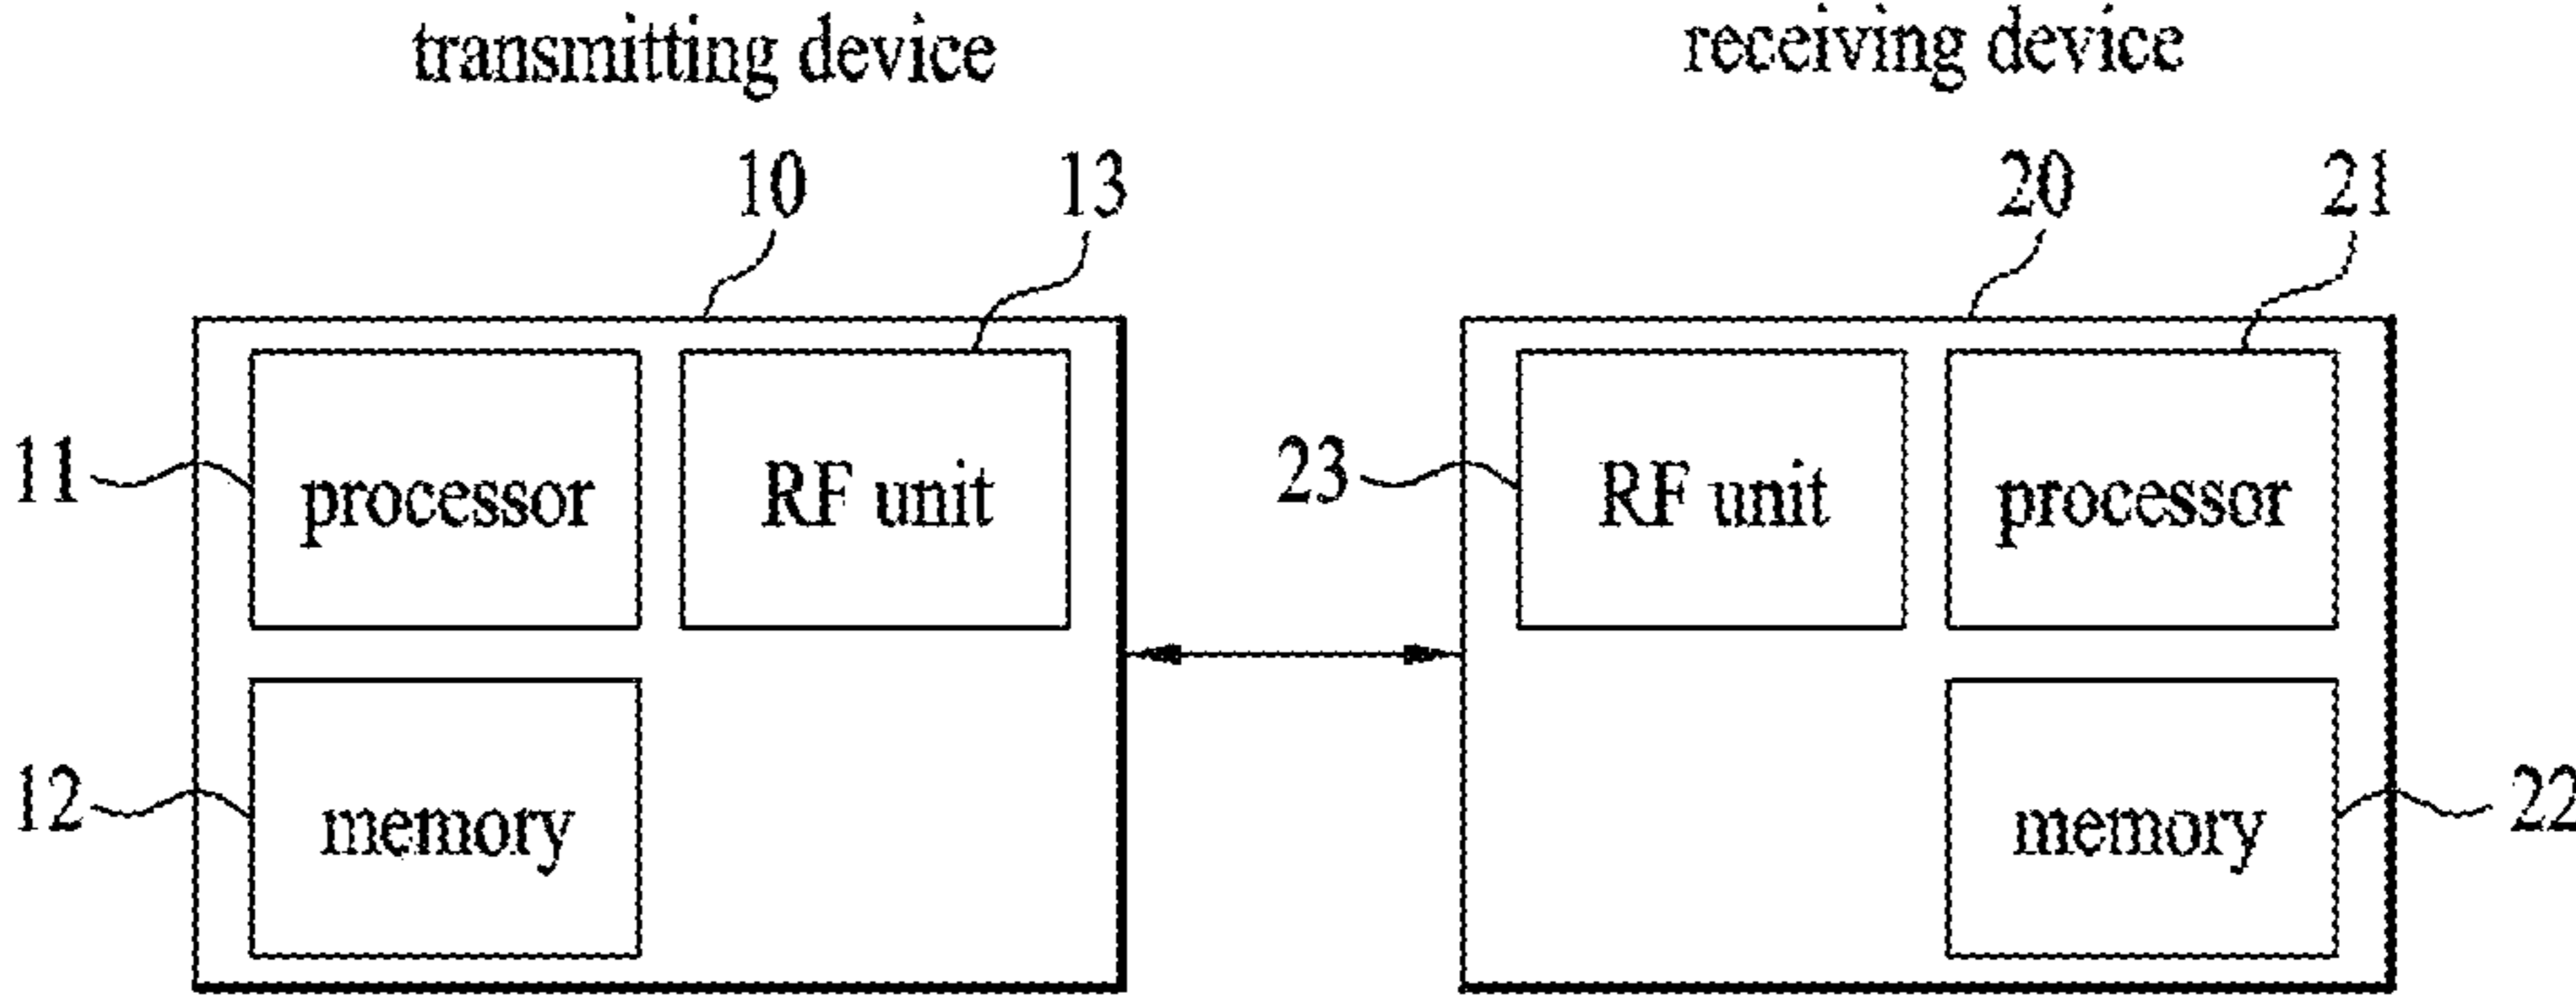 transmitting device
receiving device
10
13
20
21
11
processor
RF unit
23
RF unit
processor
12
memory
memory
22